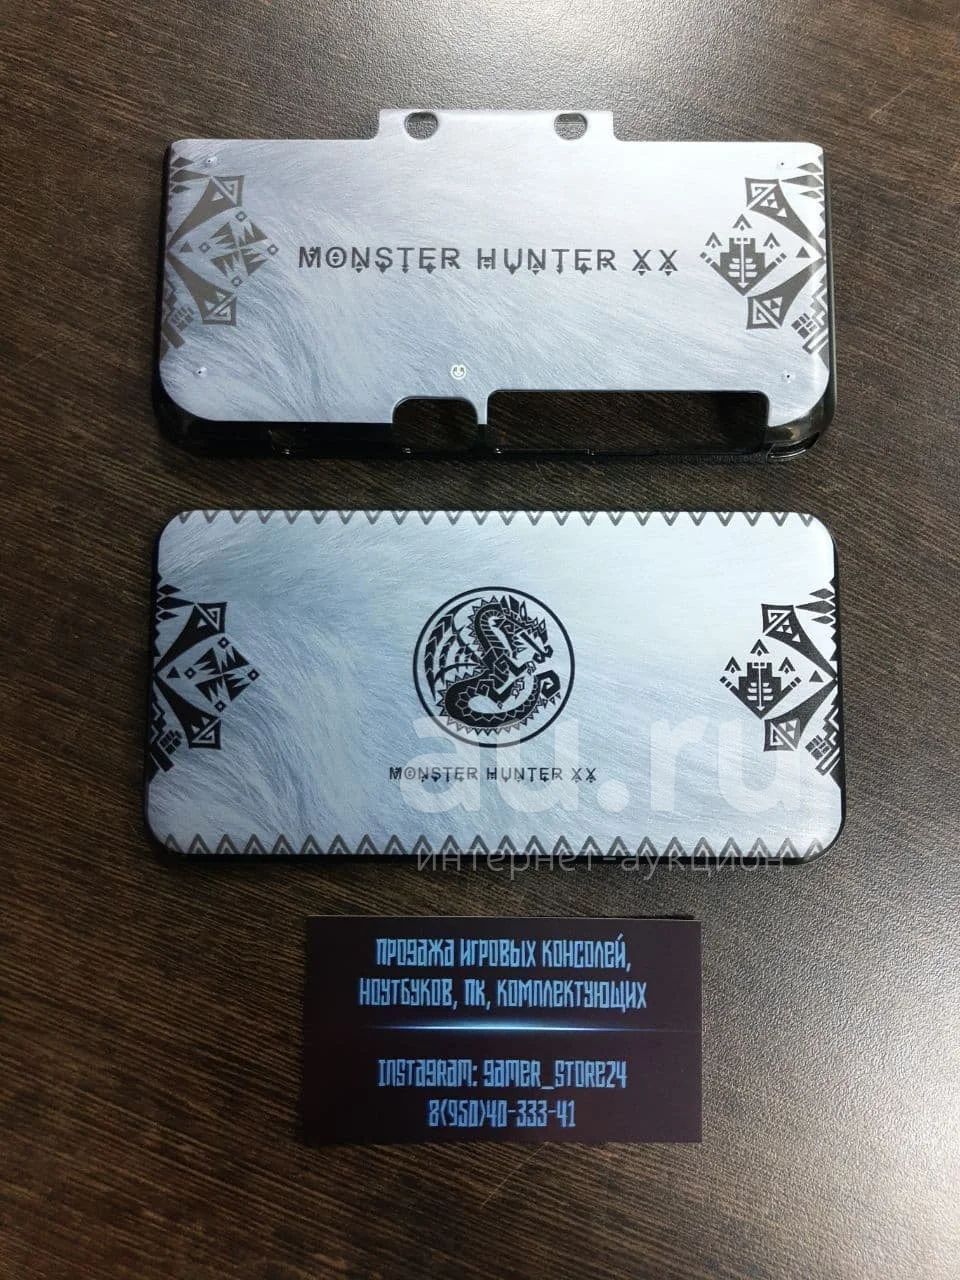 MONSTER HUNTER XX
MONSTER HUNTER XX
au.ru
интернет-аукцион
ПРОДАЖА ИГРОВЫХ КОНСОЛЕЙ,
НОУТБУКОВ, ПК, КОМПЛЕКТУЮЩИХ
INSTAGRAM: GAMER_STORE24
8(950)40-333-41